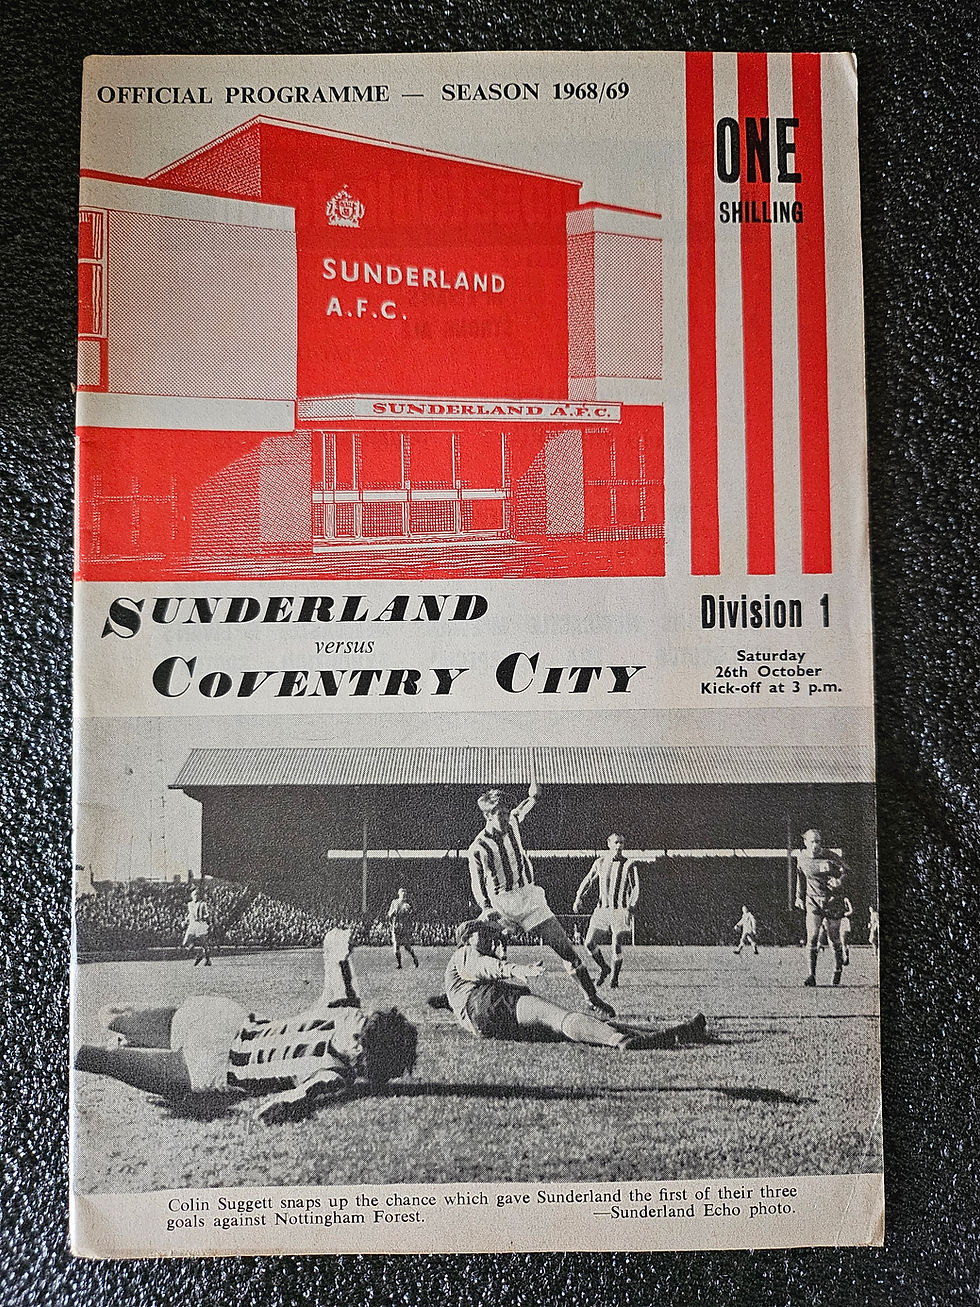 OFFICIAL PROGRAMME — SEASON 1968/69
ONE
SHILLING
SUNDERLAND
A.F.C.
SUNDERLAND A.F.C.
SUNDERLAND
versus
COVENTRY CITY
Division 1
Saturday
26th October
Kick-off at 3 p.m.
Colin Suggett snaps up the chance which gave Sunderland the first of their three
goals against Nottingham Forest. —Sunderland Echo photo.